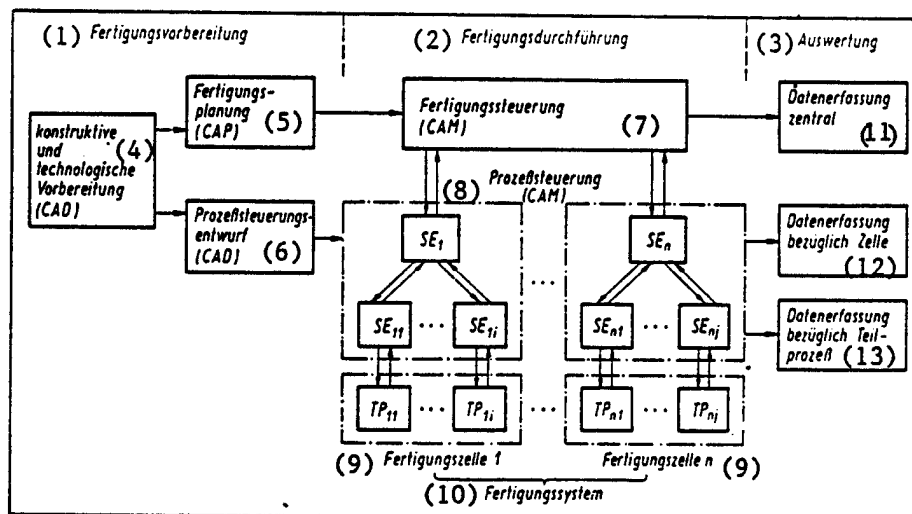 (1) Fertigungsvorbereitung
(2) Fertigungsdurchführung
(3) Auswertung
konstruktive (4)
und
technologische
Vorbereitung
(CAD)
Fertigungs-
planung
(CAP) (5)
Prozeßsteuerungs-
entwurf
(CAD) (6)
Fertigungssteuerung
(CAM) (7)
(8) Prozeßsteuerung
(CAM)
SE1
SEn
...
SE11 ... SE1i
SEn1 ... SEnj
TP11 ... TP1i ... TPn1 ... TPnj
(9) Fertigungszelle 1
Fertigungszelle n (9)
(10) Fertigungssystem
Datenerfassung
zentral
(11)
Datenerfassung
bezüglich Zelle
(12)
Datenerfassung
bezüglich Teil-
prozeß (13)